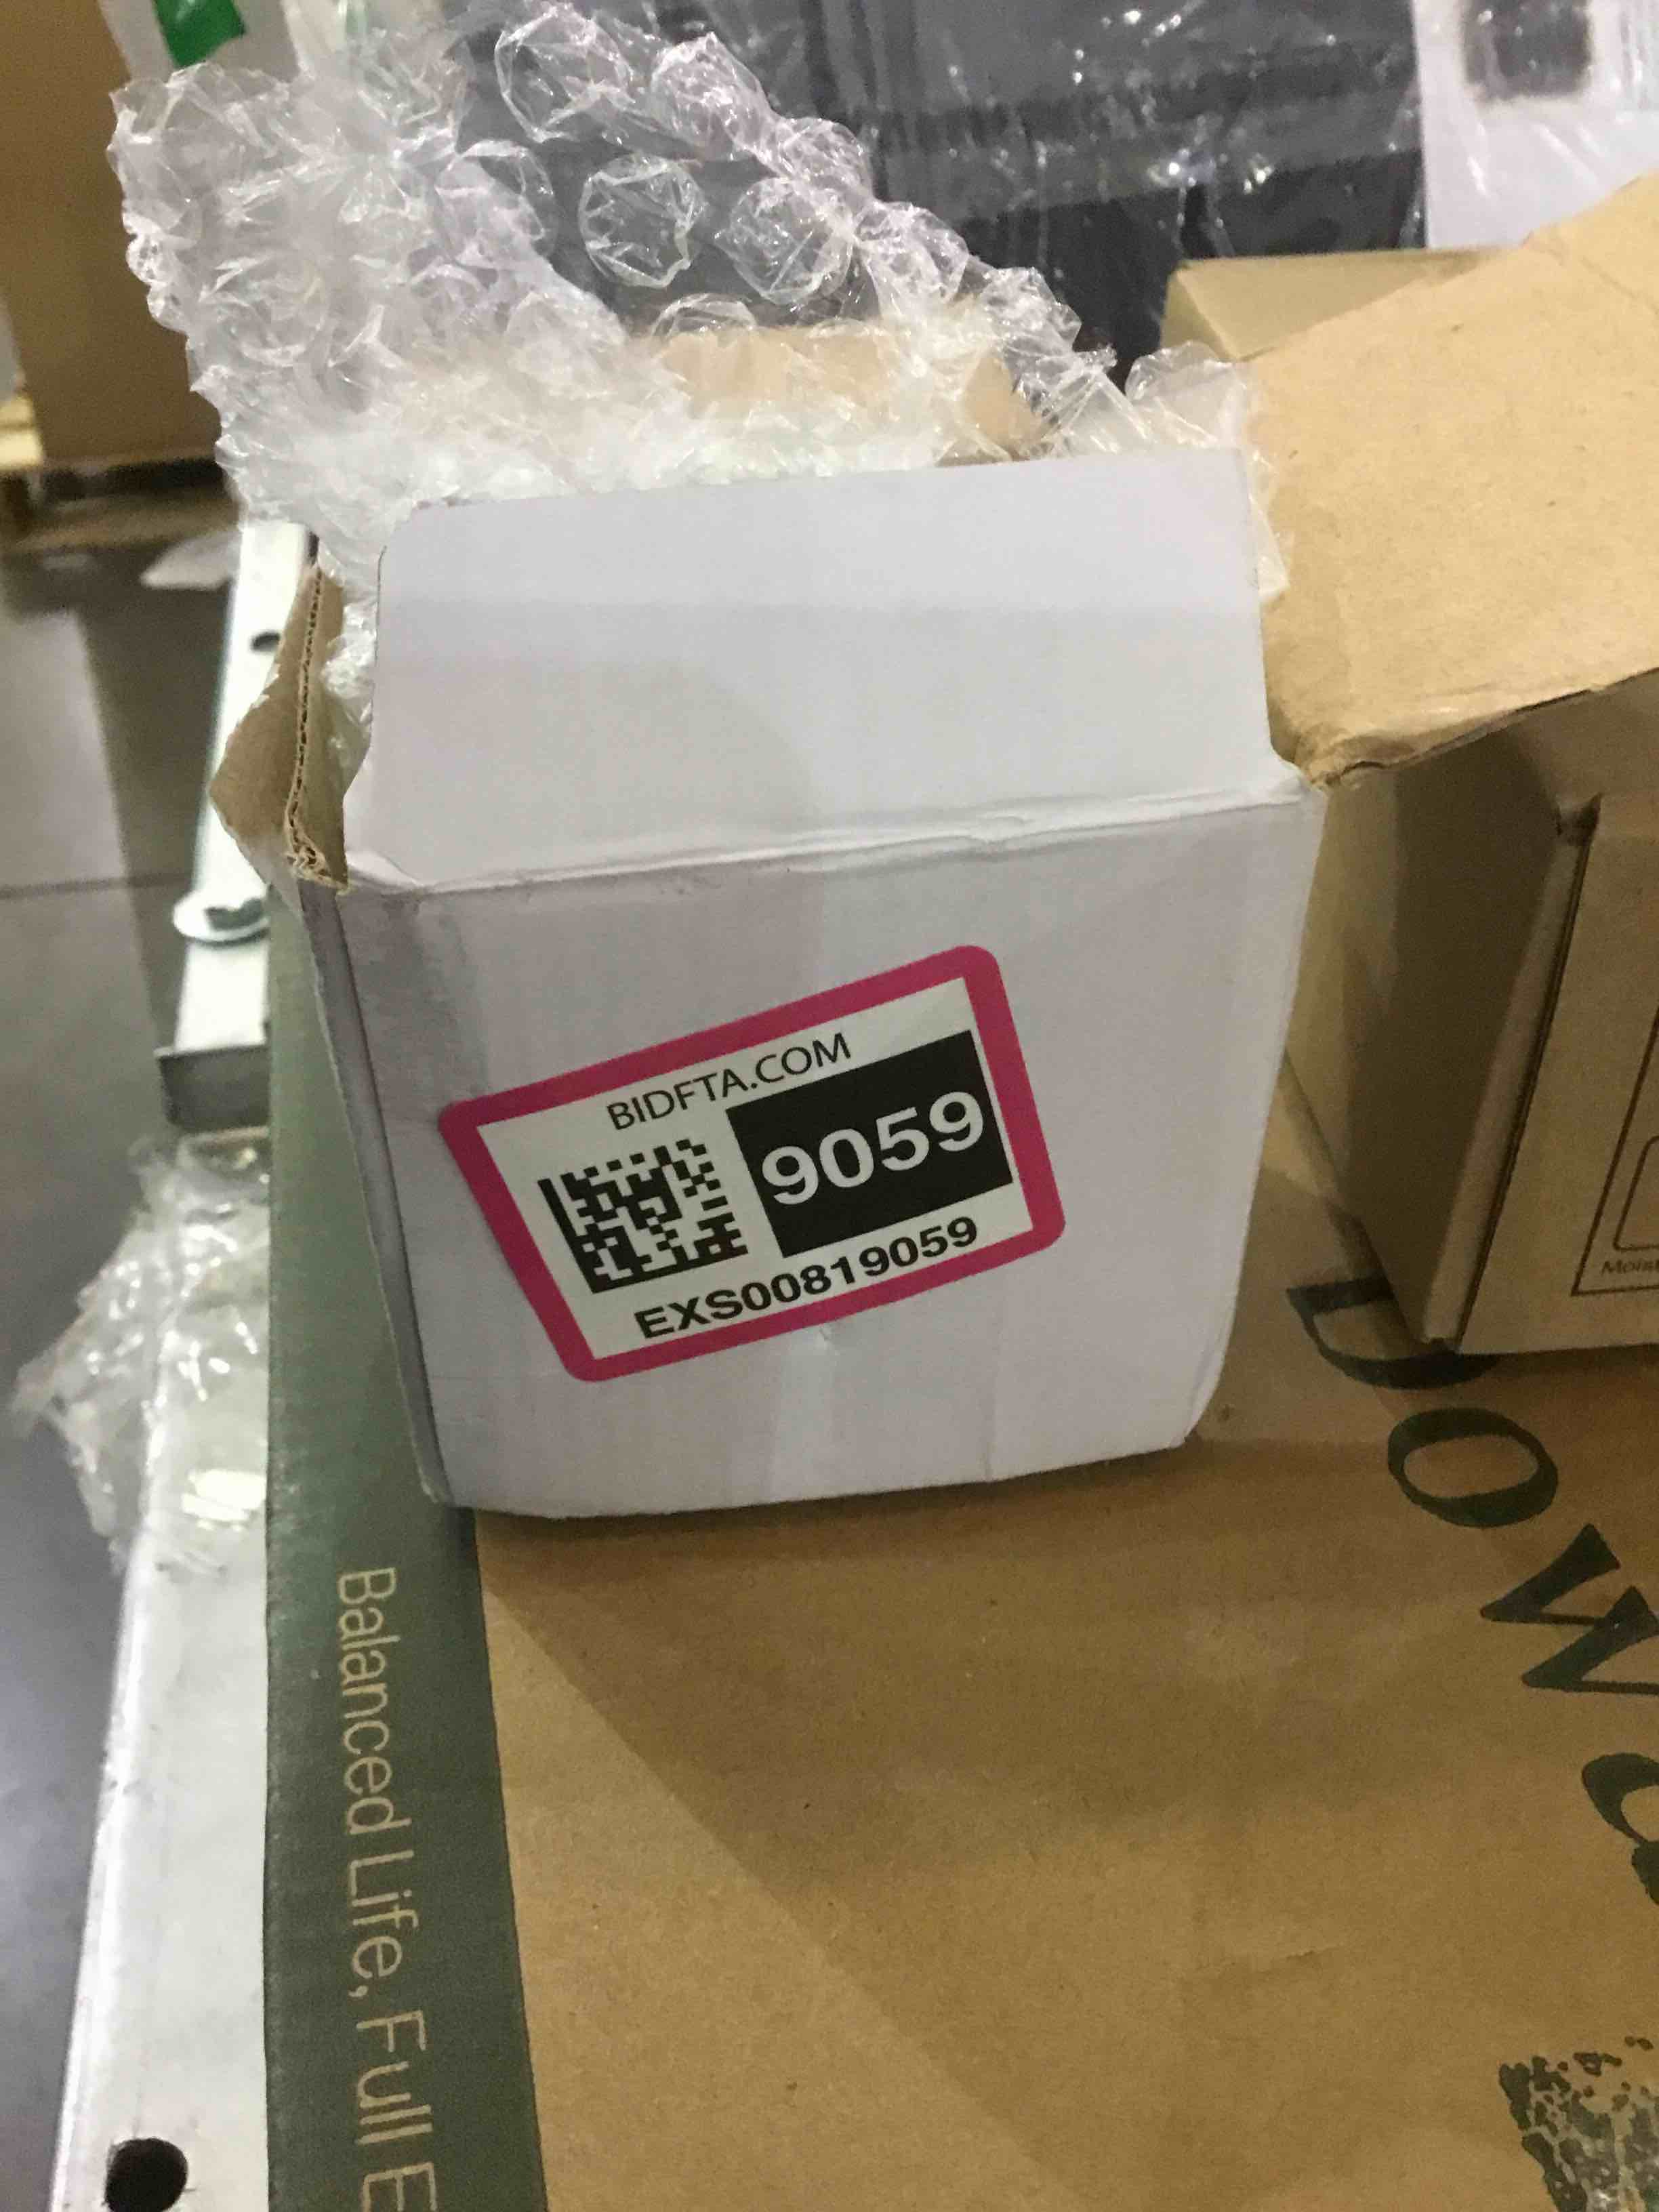 BIDFTA.COM
9059
EXS00819059
Balanced Life, Full E